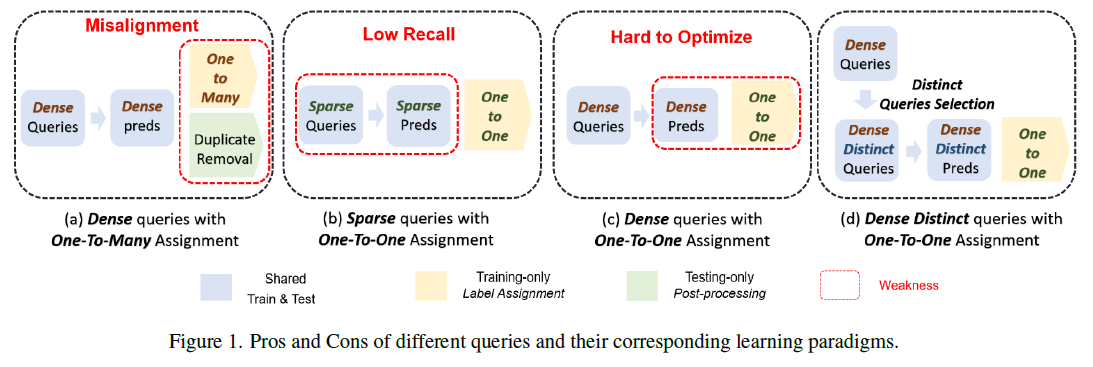 Misalignment
One
to
Many
Dense
Queries
Dense
preds
Duplicate
Removal
(a) Dense queries with
One-To-Many Assignment
Low Recall
Sparse
Queries
Sparse
Preds
One
to
One
(b) Sparse queries with
One-To-One Assignment
Hard to Optimize
Dense
Queries
Dense
Preds
One
to
One
(c) Dense queries with
One-To-One Assignment
Dense
Queries
Distinct
Queries Selection
Dense
Distinct
Queries
Dense
Distinct
Preds
One
to
One
(d) Dense Distinct queries with
One-To-One Assignment
Shared
Train & Test
Training-only
Label Assignment
Testing-only
Post-processing
Weakness
Figure 1. Pros and Cons of different queries and their corresponding learning paradigms.